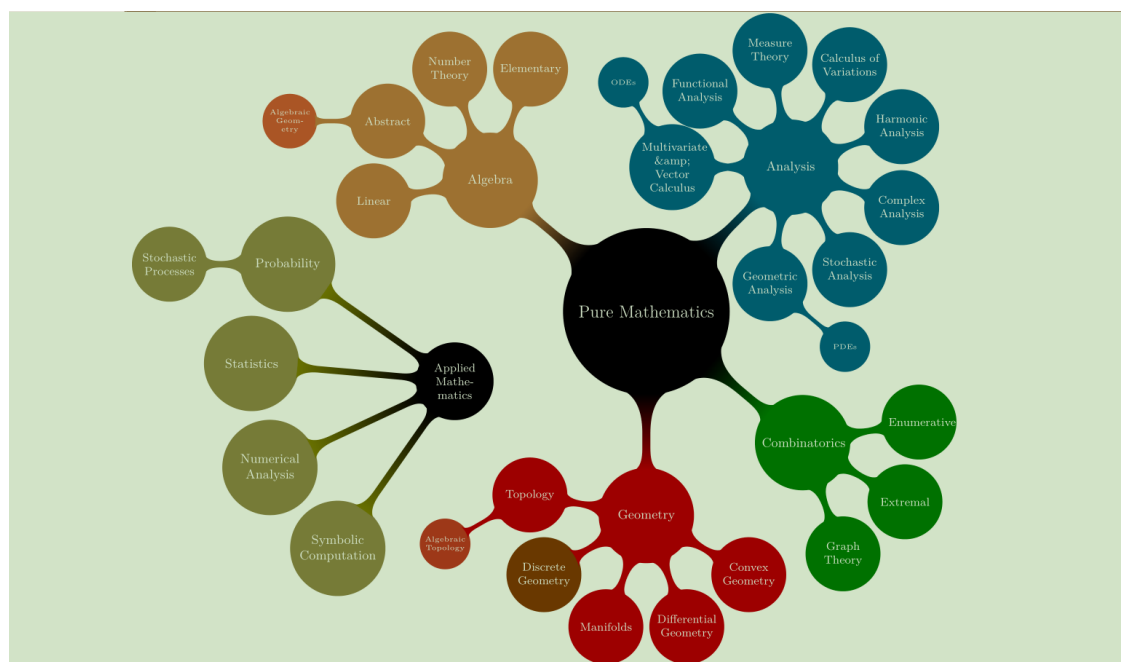 Measure
Theory
Calculus of
Variations
Number
Theory
Elementary
ODEs
Functional
Analysis
Algebraic
Geom-
etry
Abstract
Harmonic
Analysis
Multivariate
&amp;
Vector
Calculus
Analysis
Algebra
Linear
Complex
Analysis
Stochastic
Processes
Probability
Stochastic
Analysis
Geometric
Analysis
Pure Mathematics
PDEs
Statistics
Applied
Mathe-
matics
Enumerative
Combinatorics
Numerical
Analysis
Topology
Extremal
Geometry
Symbolic
Computation
Algebraic
Topology
Graph
Theory
Discrete
Geometry
Convex
Geometry
Manifolds
Differential
Geometry